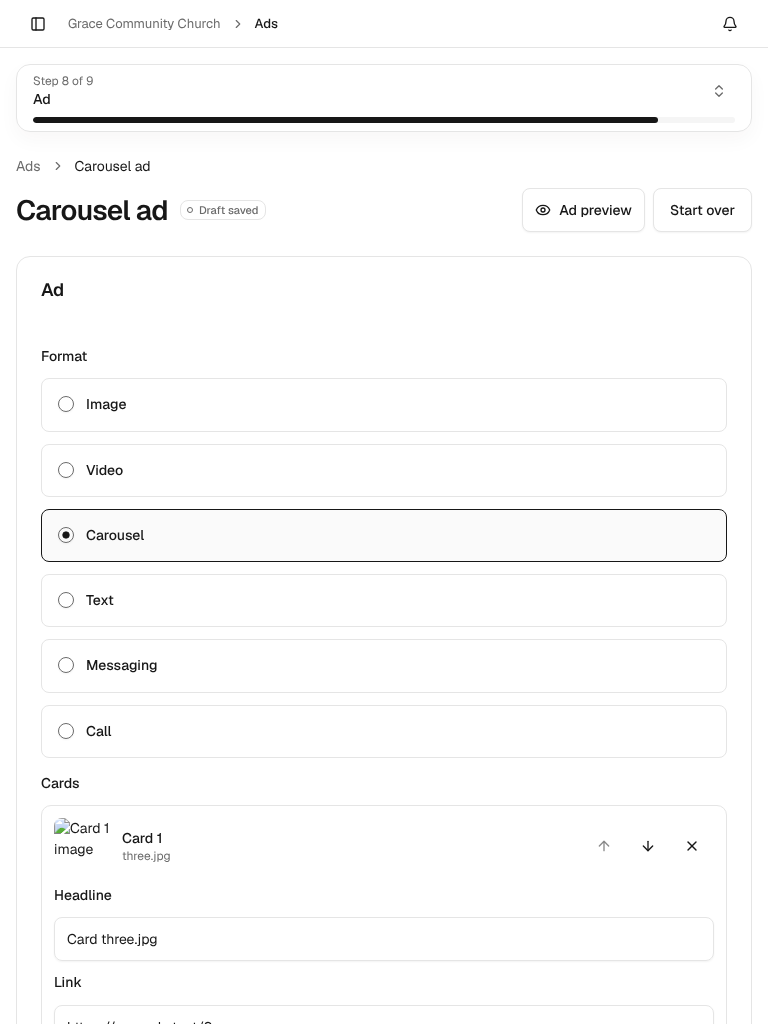 Grace Community Church
Ads
Step 8 of 9
Ad
Ads
Carousel ad
Carousel ad
Draft saved
Ad preview
Start over
Ad
Format
Image
Video
Carousel
Text
Messaging
Call
Cards
Card 1
image
Card 1
three.jpg
Headline
Card three.jpg
Link